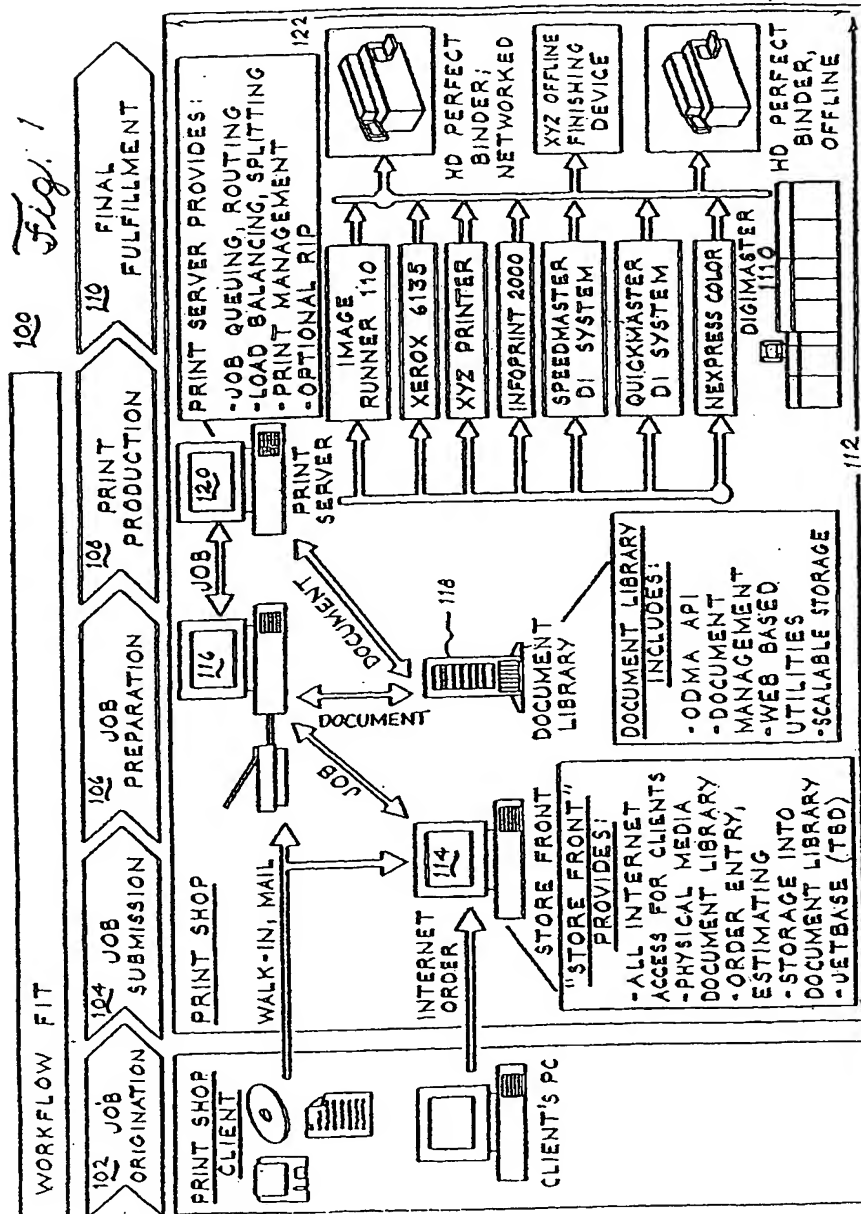 Fig. 1
100
WORKFLOW FIT
102 JOB
ORIGINATION
104 JOB
SUBMISSION
106 JOB
PREPARATION
108 PRINT
PRODUCTION
110 FINAL
FULFILLMENT
PRINT SHOP
CLIENT
CLIENT'S PC
PRINT SHOP
WALK-IN, MAIL
INTERNET
ORDER
114
STORE FRONT
"STORE FRONT"
PROVIDES:
-ALL INTERNET
ACCESS FOR CLIENTS
-PHYSICAL MEDIA
DOCUMENT LIBRARY
-ORDER ENTRY,
ESTIMATING
-STORAGE INTO
DOCUMENT LIBRARY
-UETBASE (TBD)
116
JOB
JOB
DOCUMENT
DOCUMENT
118
DOCUMENT
LIBRARY
DOCUMENT LIBRARY
INCLUDES:
-ODMA API
-DOCUMENT
MANAGEMENT
-WEB BASED
UTILITIES
-SCALABLE STORAGE
120
PRINT
SERVER
PRINT SERVER PROVIDES:
-JOB QUEUING, ROUTING
-LOAD BALANCING, SPLITTING
-PRINT MANAGEMENT
-OPTIONAL RIP
122
IMAGE
RUNNER 110
XEROX 6135
XYZ PRINTER
INFOPRINT 2000
SPEEDMASTER
DI SYSTEM
QUICKMASTER
DI SYSTEM
NEXPRESS COLOR
DIGIMASTER
1110
HD PERFECT
BINDER,
NETWORKED
XYZ OFFLINE
FINISHING
DEVICE
HD PERFECT
BINDER,
OFFLINE
112